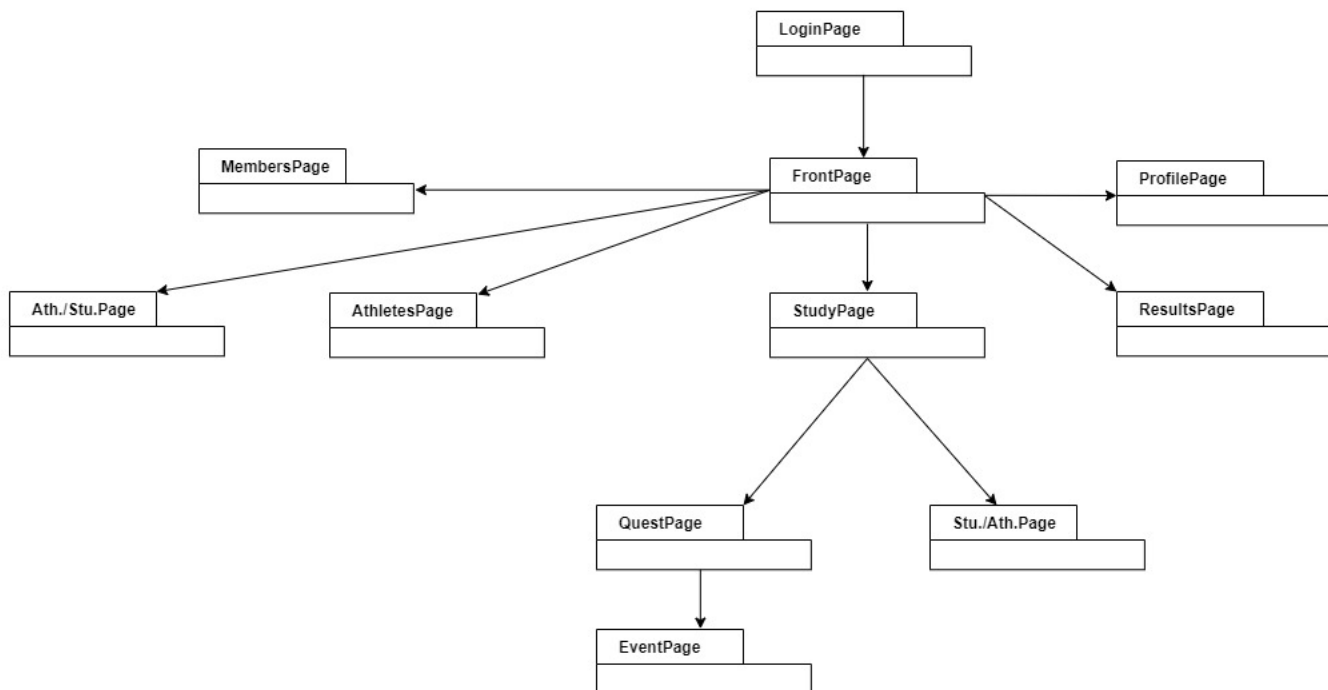 LoginPage
MembersPage
FrontPage
ProfilePage
Ath./Stu.Page
AthletesPage
StudyPage
ResultsPage
QuestPage
Stu./Ath.Page
EventPage